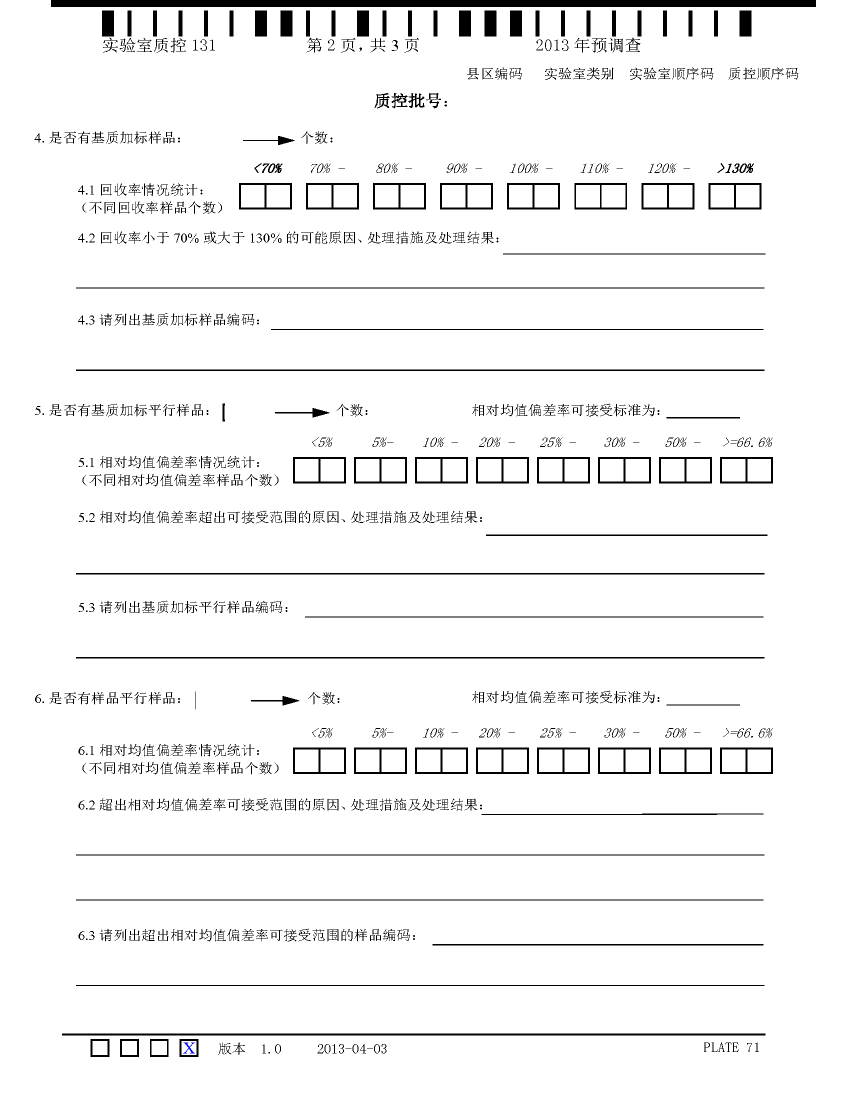 实验室质控 131 第 2 页, 共 3 页 2013 年预调查
县区编码 实验室类别 实验室顺序码 质控顺序码
质控批号:
4. 是否有基质加标样品: 个数:
<70% 70% - 80% - 90% - 100% - 110% - 120% - >130%
4.1 回收率情况统计:
(不同回收率样品个数)
4.2 回收率小于 70% 或大于 130% 的可能原因、处理措施及处理结果:
4.3 请列出基质加标样品编码:
5. 是否有基质加标平行样品: 个数: 相对均值偏差率可接受标准为:
<5% 5%- 10% - 20% - 25% - 30% - 50% - >=66.6%
5.1 相对均值偏差率情况统计:
(不同相对均值偏差率样品个数)
5.2 相对均值偏差率超出可接受范围的原因、处理措施及处理结果:
5.3 请列出基质加标平行样品编码:
6. 是否有样品平行样品: 个数: 相对均值偏差率可接受标准为:
<5% 5%- 10% - 20% - 25% - 30% - 50% - >=66.6%
6.1 相对均值偏差率情况统计:
(不同相对均值偏差率样品个数)
6.2 超出相对均值偏差率可接受范围的原因、处理措施及处理结果:
6.3 请列出超出相对均值偏差率可接受范围的样品编码:
X 版本 1.0 2013-04-03 PLATE 71